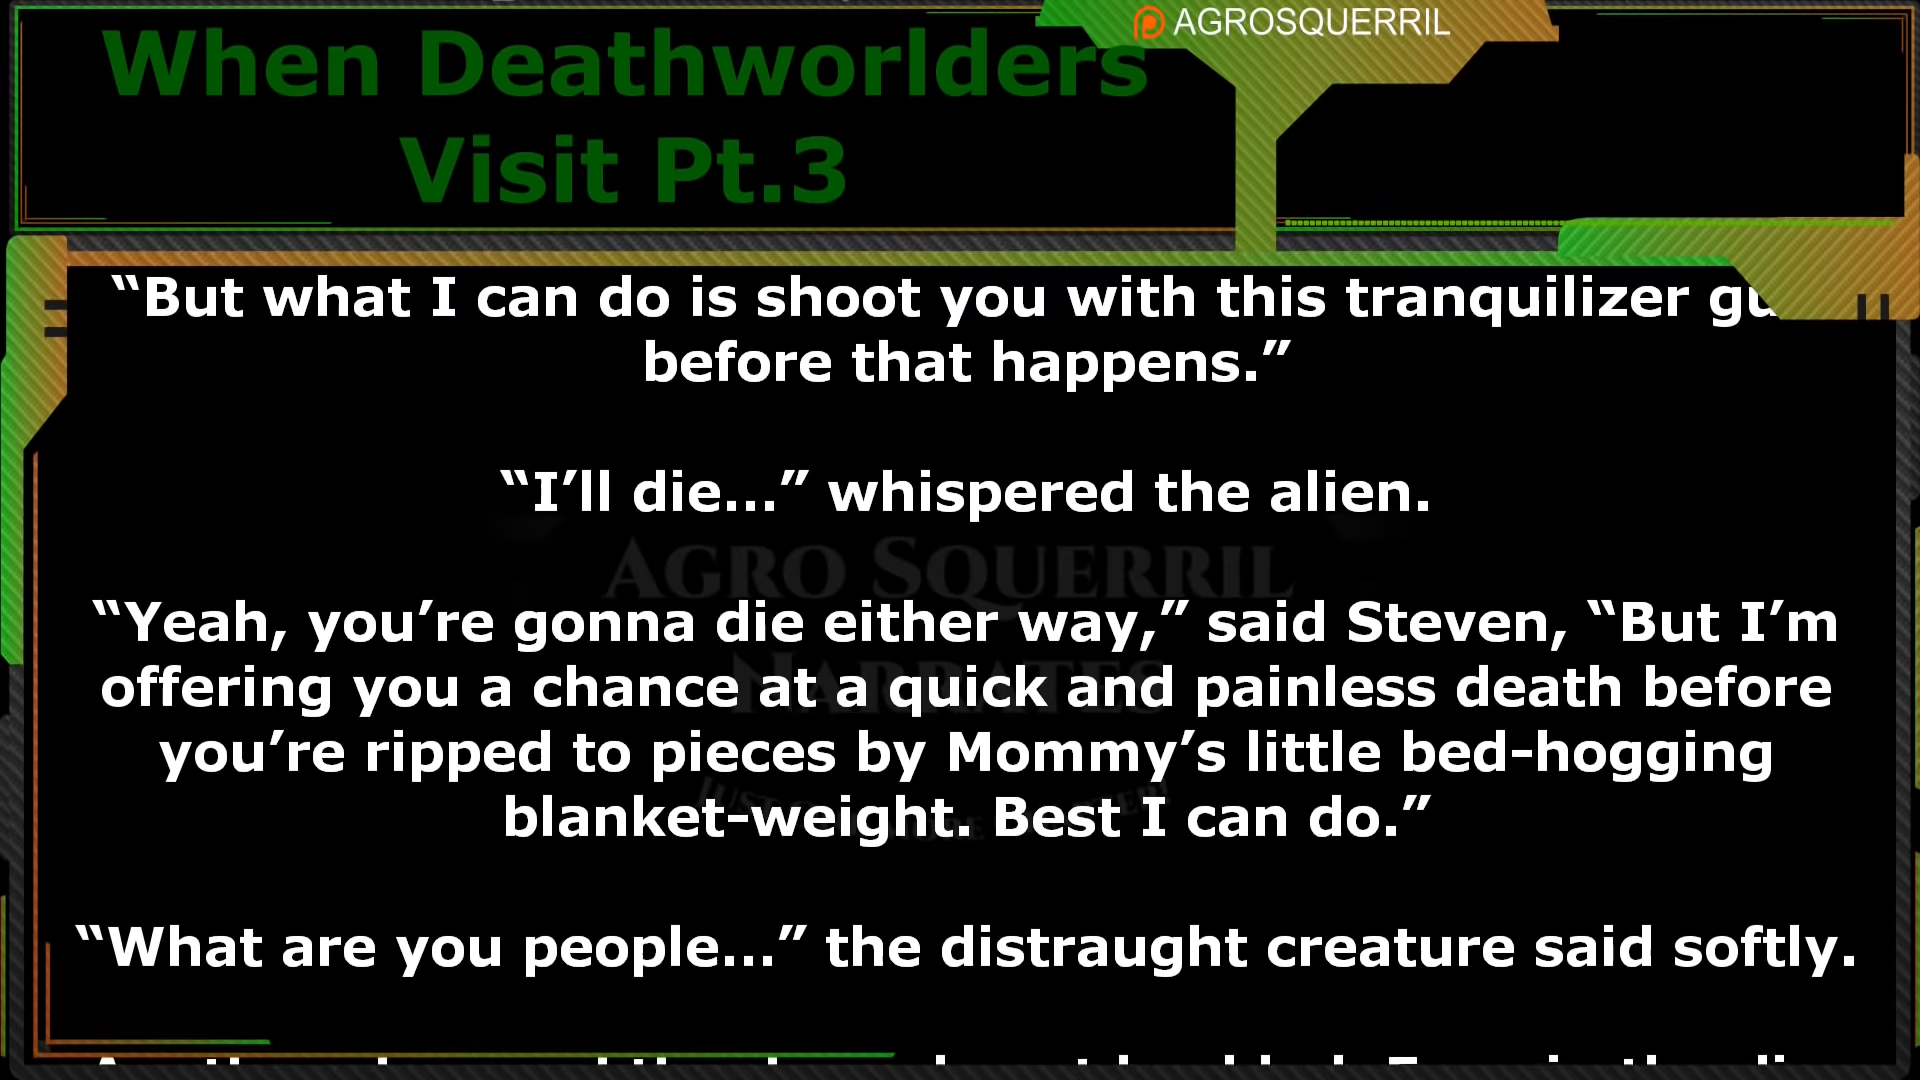 AGROSQUERRIL
When Deathworlders
Visit Pt.3
“But what I can do is shoot you with this tranquilizer
before that happens.”
“I’ll die...” whispered the alien.
AGRO SQUERRIL
“Yeah, you’re gonna die either way,” said Steven, “But I’m
offering you a chance at a quick and painless death before
NARRATES
you’re ripped to pieces by Mommy’s little bed-hogging
blanket-weight. Best I can do.”
“What are you people...” the distraught creature said softly.